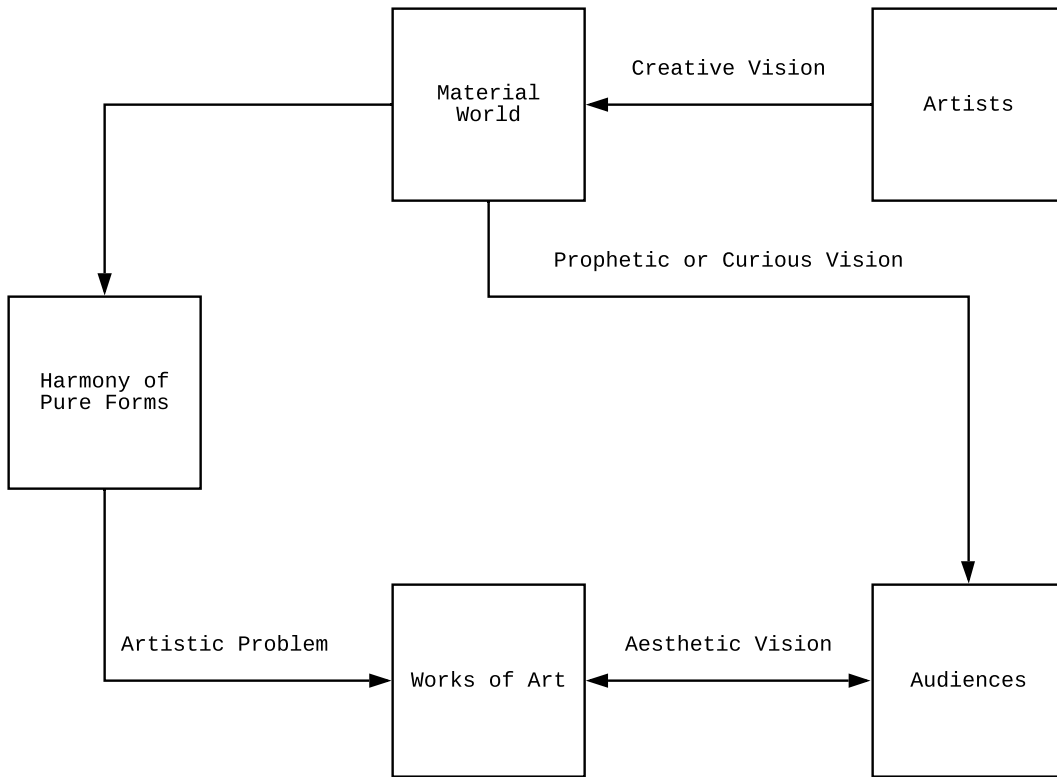 Creative Vision
Material
World
Artists
Prophetic or Curious Vision
Harmony of
Pure Forms
Artistic Problem
Aesthetic Vision
Works of Art
Audiences